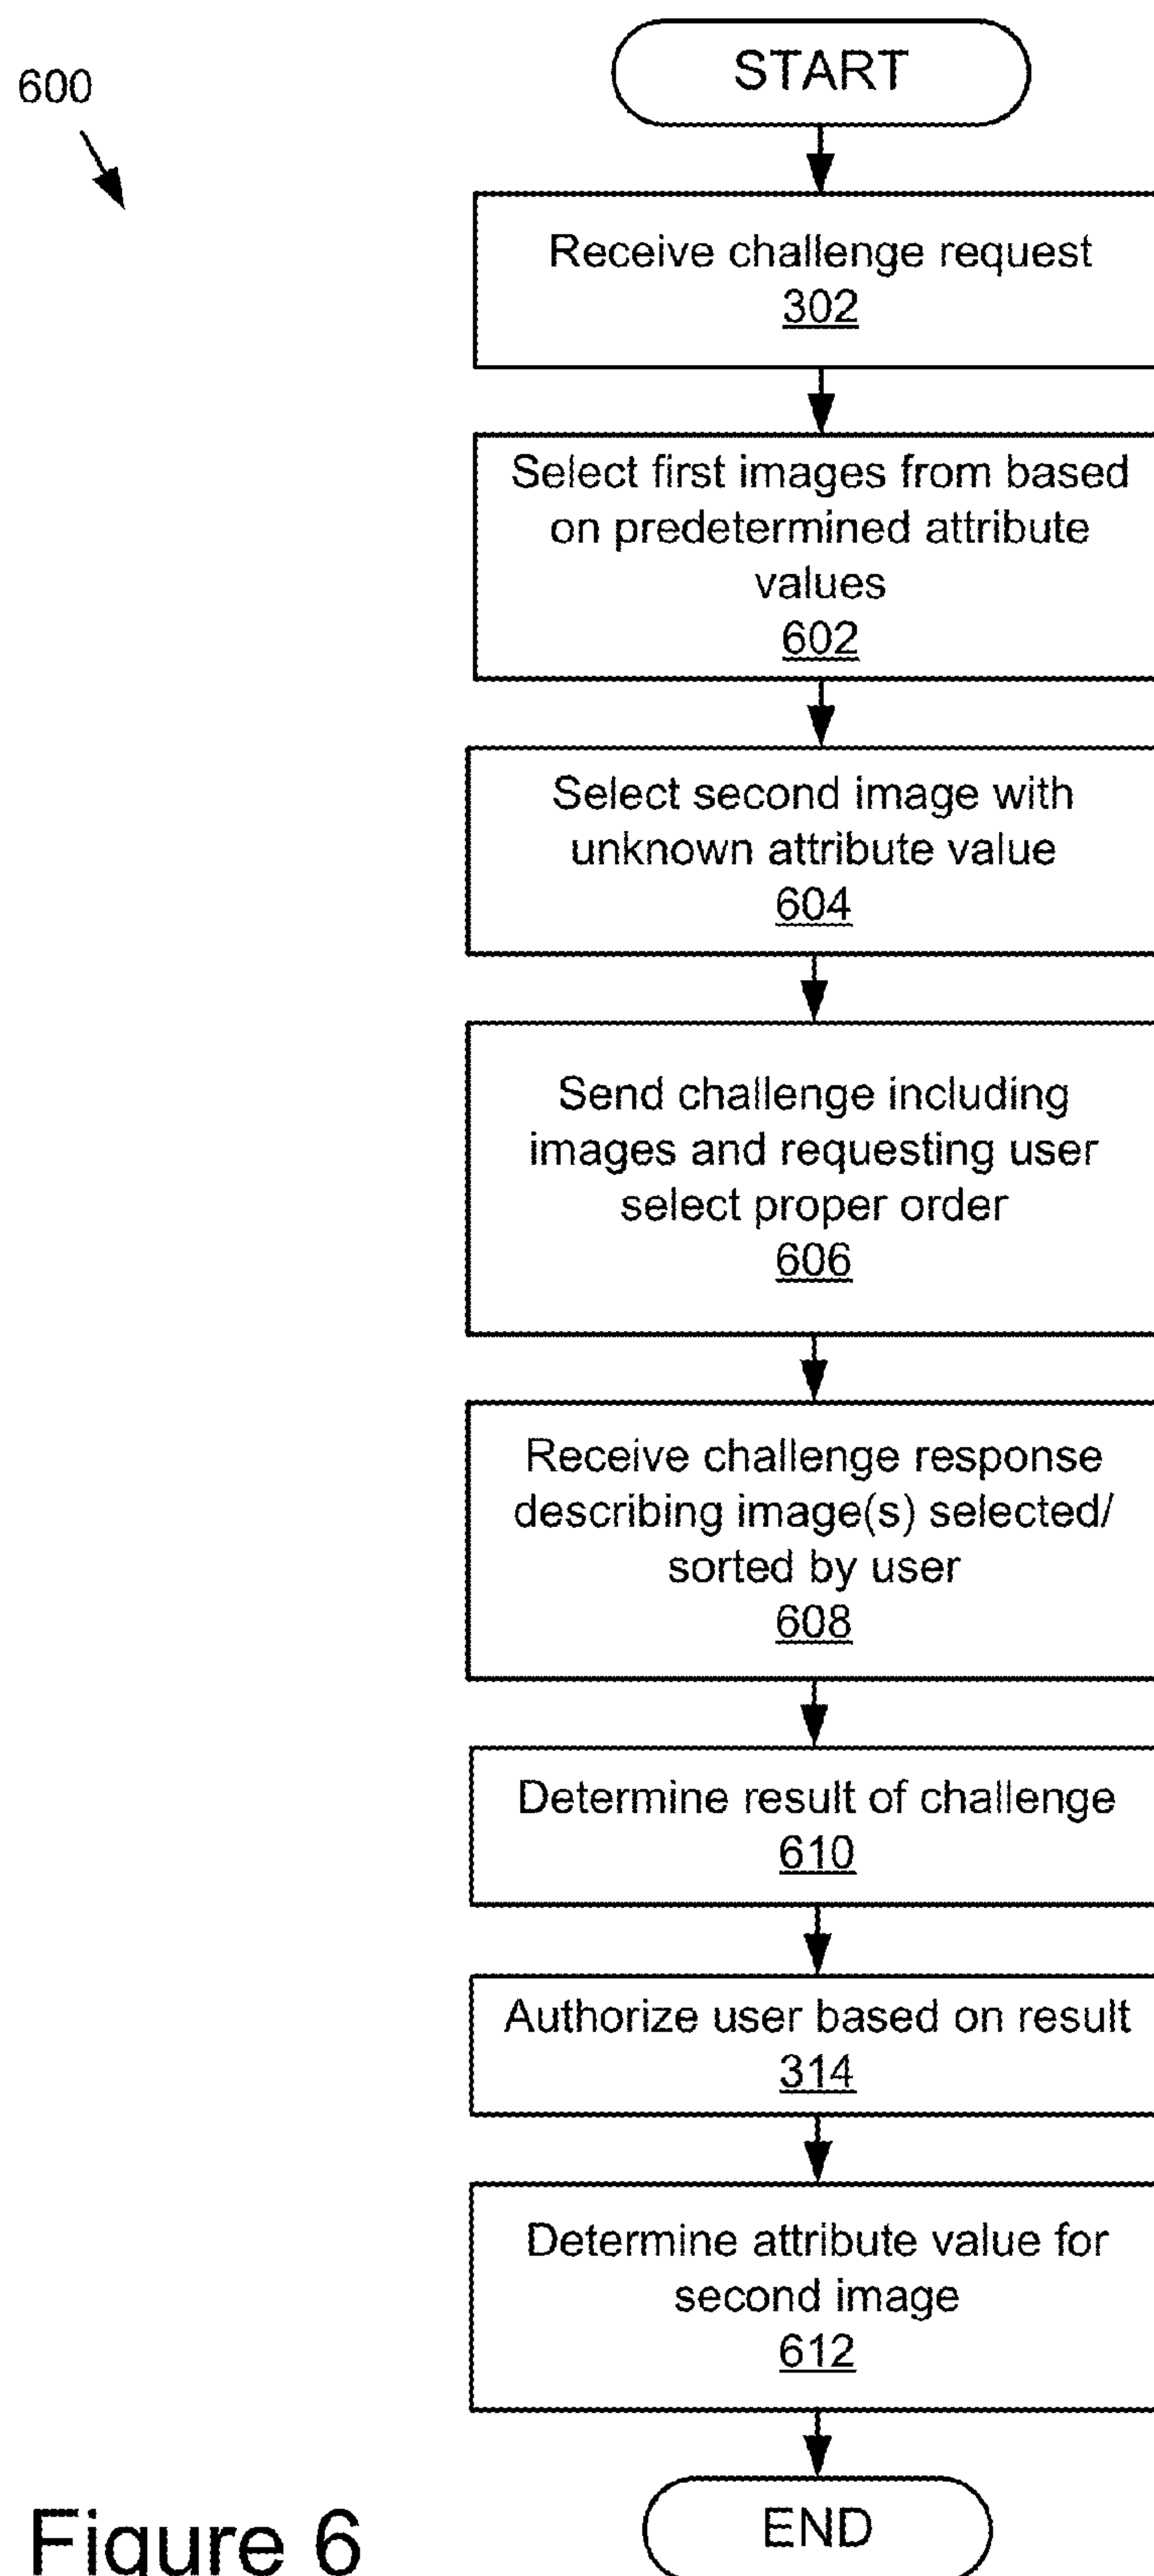 600
START
Receive challenge request
302
Select first images from based
on predetermined attribute
values
602
Select second image with
unknown attribute value
604
Send challenge including
images and requesting user
select proper order
606
Receive challenge response
describing image(s) selected/
sorted by user
608
Determine result of challenge
610
Authorize user based on result
314
Determine attribute value for
second image
612
END
Figure 6